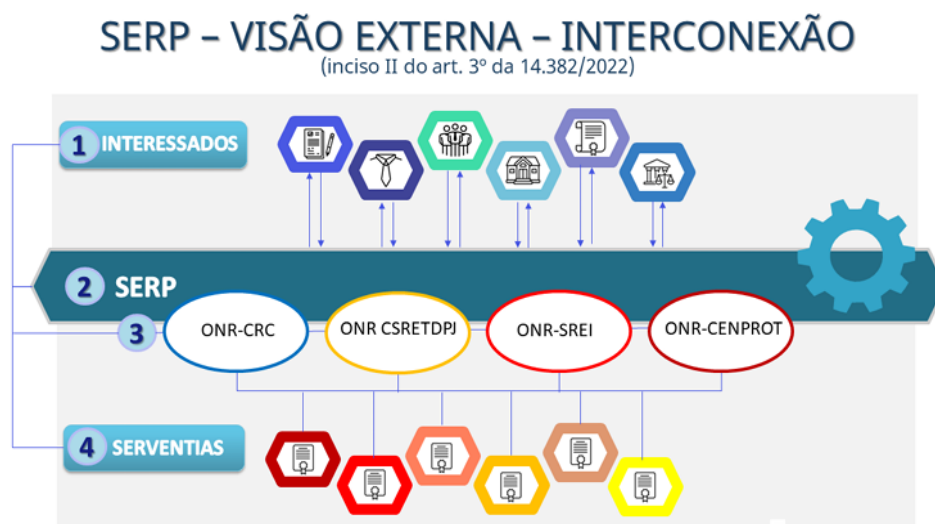 SERP – VISÃO EXTERNA – INTERCONEXÃO
(inciso II do art. 3º da 14.382/2022)
1 INTERESSADOS
2 SERP
3
ONR-CRC
ONR CSRETDPJ
ONR-SREI
ONR-CENPROT
4 SERVENTIAS